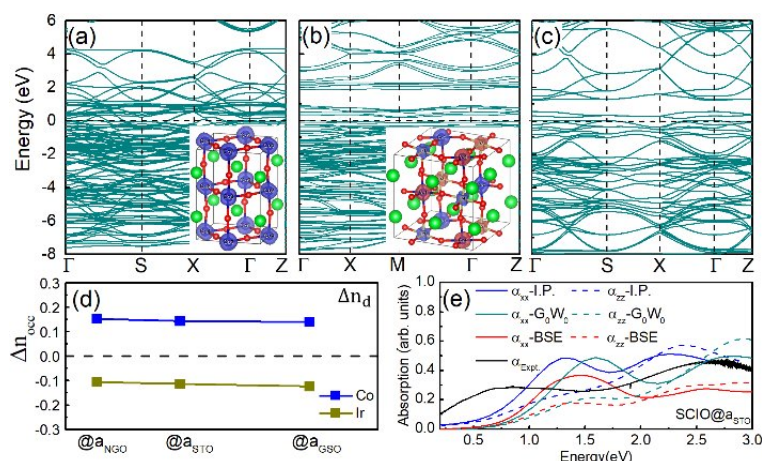 (a) (b) (c)
Energy (eV)
6
4
2
0
-2
-4
-6
-8
Γ S X Γ Z
Γ X M Γ Z
Γ S X Γ Z
(d)
Δn_d
Δn_occ
0.3
0.2
0.1
0.0
-0.1
-0.2
-0.3
Co
Ir
@a_NGO @a_STO @a_GSO
(e)
Absorption (arb. units)
1.0
0.8
0.6
0.4
0.2
0.0
α_xx-I.P. α_zz-I.P.
α_xx-G₀W₀ α_zz-G₀W₀
α_xx-BSE α_zz-BSE
α_Expt.
SCIO@a_STO
0.5 1.0 1.5 2.0 2.5 3.0
Energy(eV)